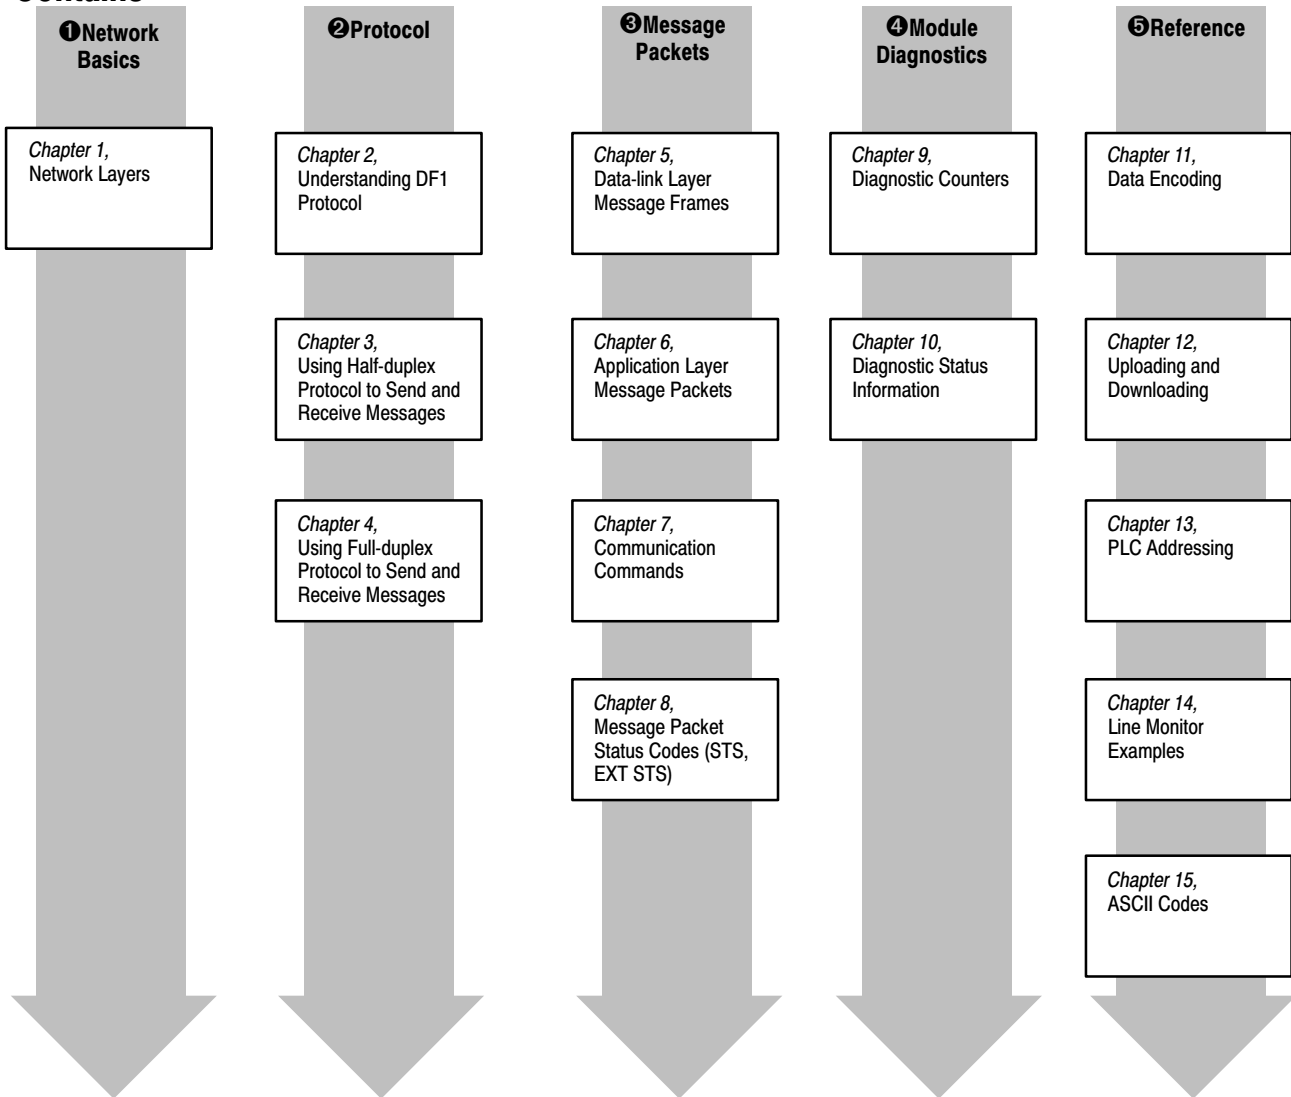 ❶Network
Basics
❷Protocol
❸Message
Packets
❹Module
Diagnostics
❺Reference
Chapter 1,
Network Layers
Chapter 2,
Understanding DF1
Protocol
Chapter 3,
Using Half-duplex
Protocol to Send and
Receive Messages
Chapter 4,
Using Full-duplex
Protocol to Send and
Receive Messages
Chapter 5,
Data-link Layer
Message Frames
Chapter 6,
Application Layer
Message Packets
Chapter 7,
Communication
Commands
Chapter 8,
Message Packet
Status Codes (STS,
EXT STS)
Chapter 9,
Diagnostic Counters
Chapter 10,
Diagnostic Status
Information
Chapter 11,
Data Encoding
Chapter 12,
Uploading and
Downloading
Chapter 13,
PLC Addressing
Chapter 14,
Line Monitor
Examples
Chapter 15,
ASCII Codes